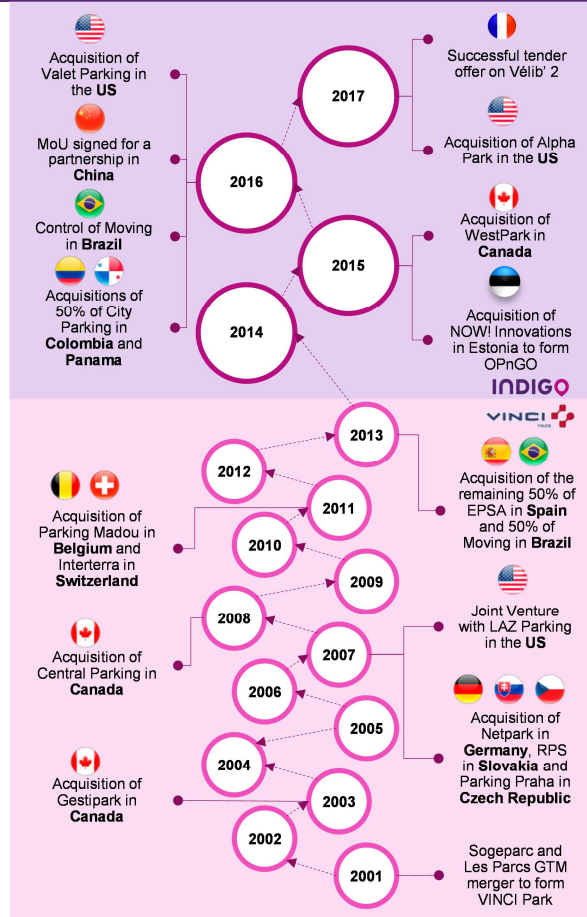 Acquisition of
Valet Parking in
the US
MoU signed for a
partnership in
China
Control of Moving
in Brazil
Acquisitions of
50% of City
Parking in
Colombia and
Panama
2017
2016
2015
2014
Successful tender
offer on Vélib' 2
Acquisition of Alpha
Park in the US
Acquisition of
WestPark in
Canada
Acquisition of
NOW! Innovations
in Estonia to form
OPnGO
INDIGO
VINCI
PARK
2013
2012
2011
2010
2009
2008
2007
2006
2005
2004
2003
2002
2001
Acquisition of
Parking Madou in
Belgium and
Interterra in
Switzerland
Acquisition of
Central Parking in
Canada
Acquisition of
Gestipark in
Canada
Acquisition of the
remaining 50% of
EPSA in Spain
and 50% of
Moving in Brazil
Joint Venture
with LAZ Parking
in the US
Acquisition of
Netpark in
Germany, RPS
in Slovakia and
Parking Praha in
Czech Republic
Sogeparc and
Les Parcs GTM
merger to form
VINCI Park